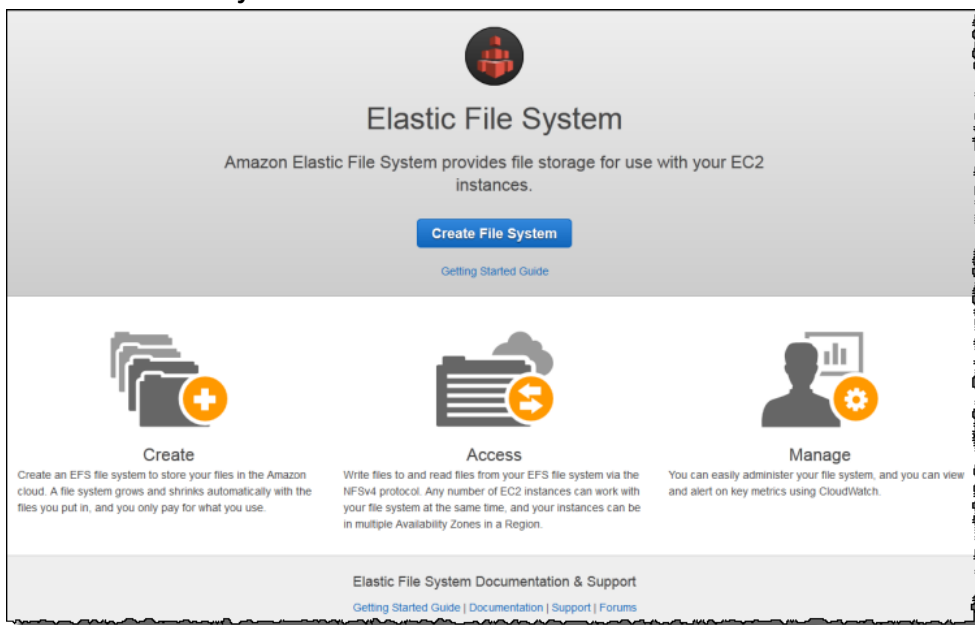 Elastic File System
Amazon Elastic File System provides file storage for use with your EC2
instances.
Create File System
Getting Started Guide
Create
Create an EFS file system to store your files in the Amazon
cloud. A file system grows and shrinks automatically with the
files you put in, and you only pay for what you use.
Access
Write files to and read files from your EFS file system via the
NFSv4 protocol. Any number of EC2 instances can work with
your file system at the same time, and your instances can be
in multiple Availability Zones in a Region.
Manage
You can easily administer your file system, and you can view
and alert on key metrics using CloudWatch.
Elastic File System Documentation & Support
Getting Started Guide | Documentation | Support | Forums